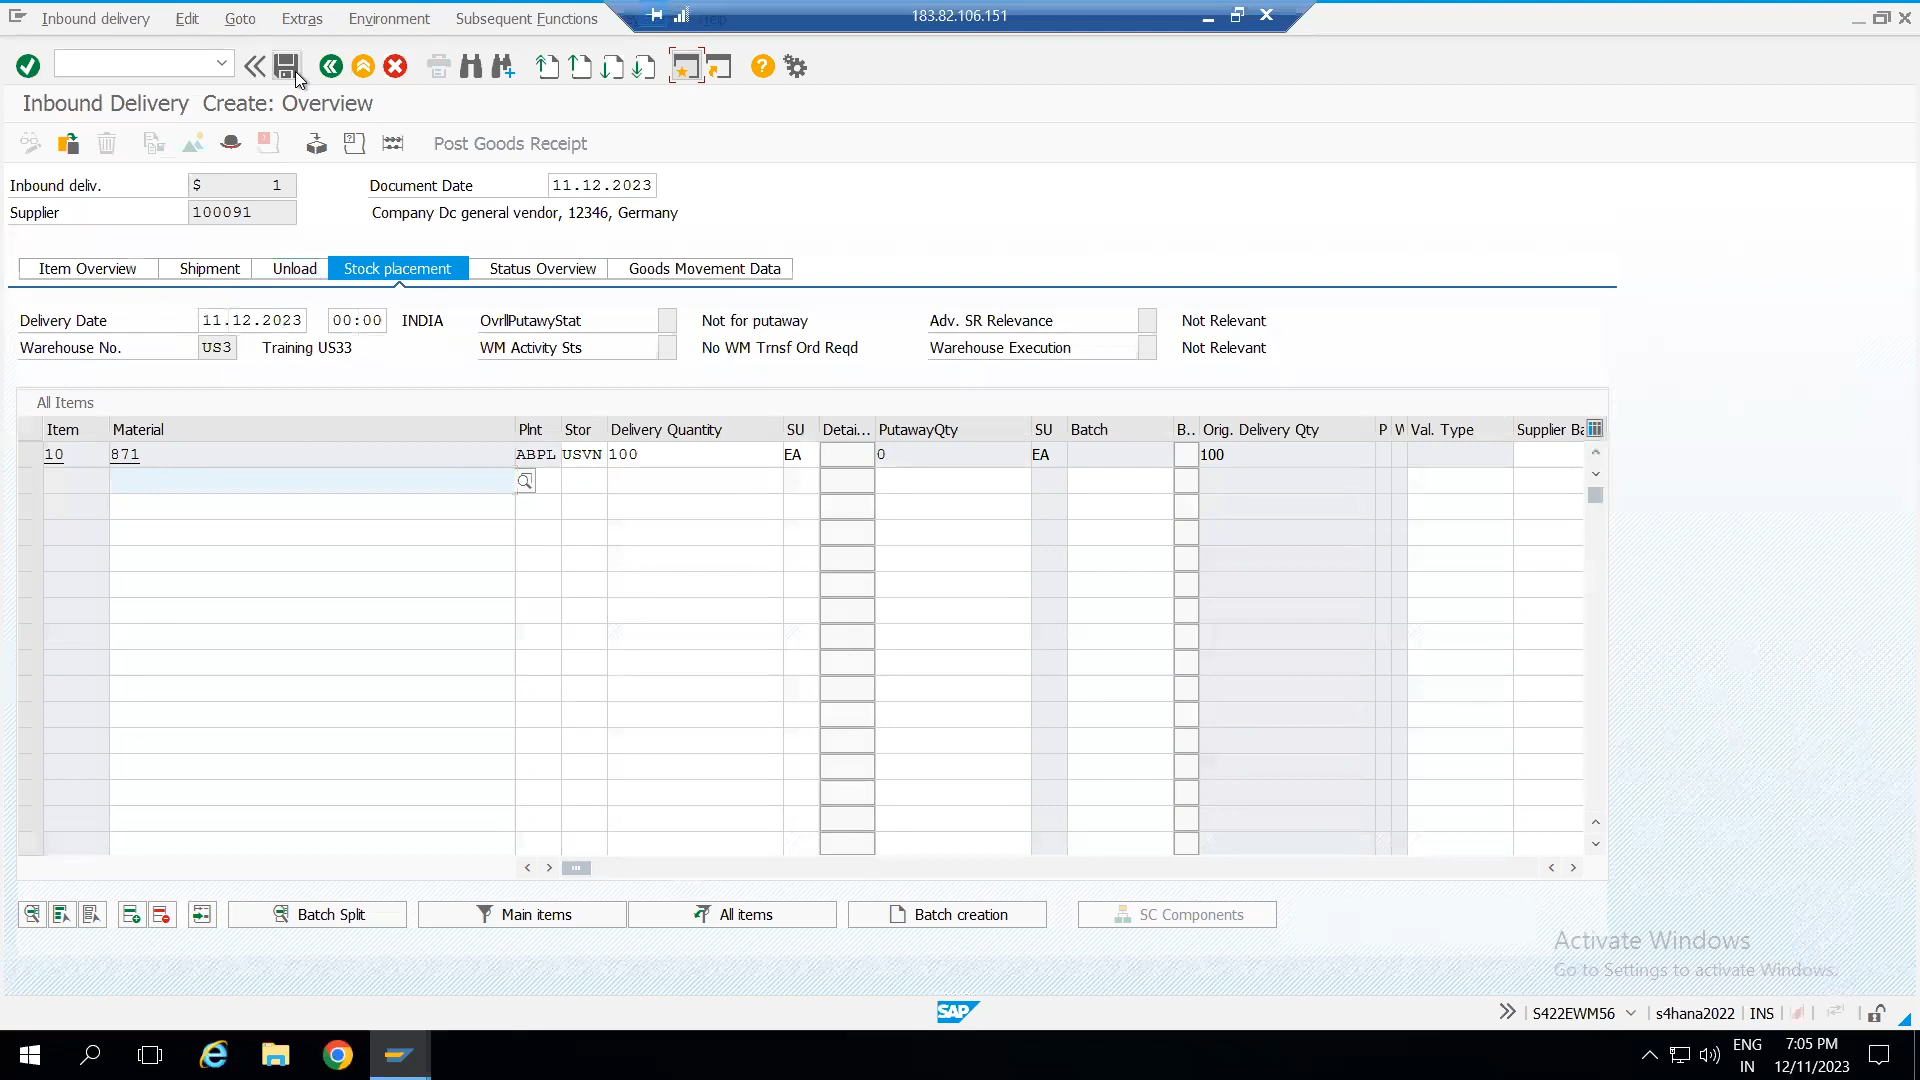 Inbound delivery Edit Goto Extras Environment Subsequent Functions 183.82.106.151
Inbound Delivery Create: Overview
Post Goods Receipt
Inbound deliv. $ 1 Document Date 11.12.2023
Supplier 100091 Company Dc general vendor, 12346, Germany
Item Overview Shipment Unload Stock placement Status Overview Goods Movement Data
Delivery Date 11.12.2023 00:00 INDIA OvrllPutawyStat Not for putaway Adv. SR Relevance Not Relevant
Warehouse No. US3 Training US33 WM Activity Sts No WM Trnsf Ord Reqd Warehouse Execution Not Relevant
All Items
Item Material Plnt Stor Delivery Quantity SU Detai... PutawayQty SU Batch B.. Orig. Delivery Qty P W Val. Type Supplier Ba
10 871 ABPL USVN 100 EA 0 EA 100
Batch Split Main items All items Batch creation SC Components
Activate Windows
Go to Settings to activate Windows.
SAP S422EWM56 s4hana2022 INS
ENG 7:05 PM
IN 12/11/2023